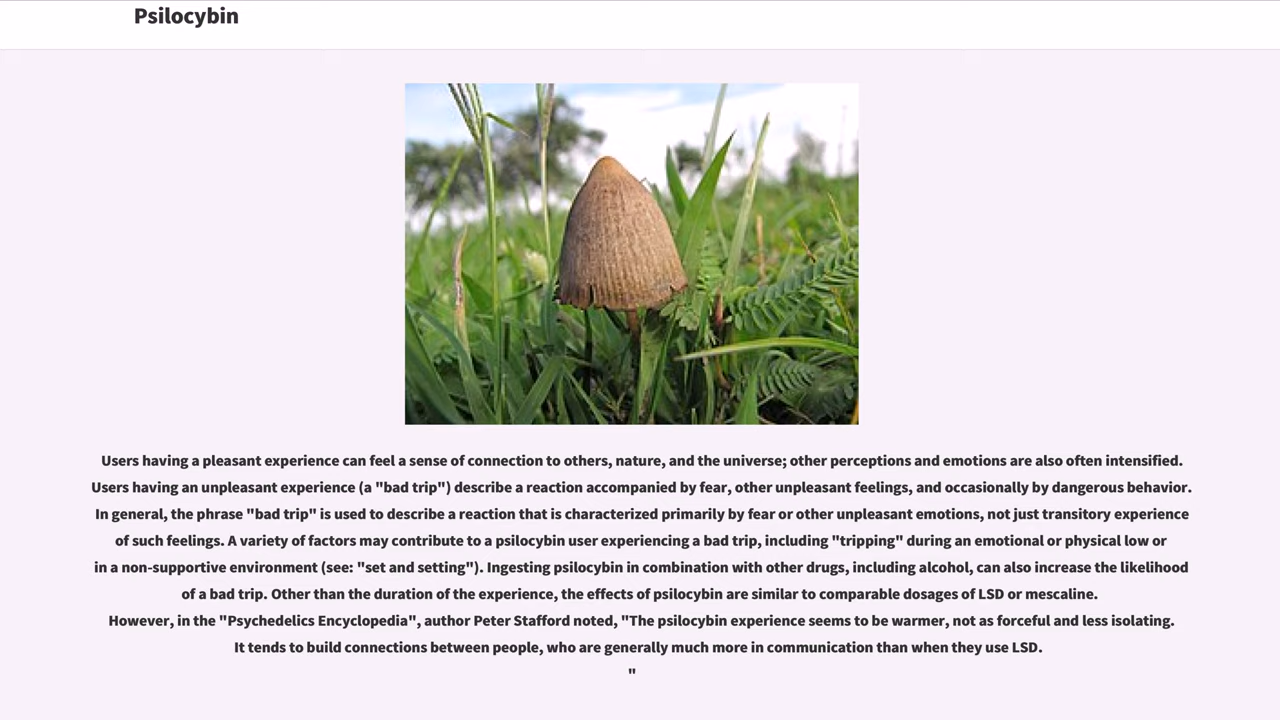 Psilocybin
Users having a pleasant experience can feel a sense of connection to others, nature, and the universe; other perceptions and emotions are also often intensified.
Users having an unpleasant experience (a "bad trip") describe a reaction accompanied by fear, other unpleasant feelings, and occasionally by dangerous behavior.
In general, the phrase "bad trip" is used to describe a reaction that is characterized primarily by fear or other unpleasant emotions, not just transitory experience
of such feelings. A variety of factors may contribute to a psilocybin user experiencing a bad trip, including "tripping" during an emotional or physical low or
in a non-supportive environment (see: "set and setting"). Ingesting psilocybin in combination with other drugs, including alcohol, can also increase the likelihood
of a bad trip. Other than the duration of the experience, the effects of psilocybin are similar to comparable dosages of LSD or mescaline.
However, in the "Psychedelics Encyclopedia", author Peter Stafford noted, "The psilocybin experience seems to be warmer, not as forceful and less isolating.
It tends to build connections between people, who are generally much more in communication than when they use LSD.
"